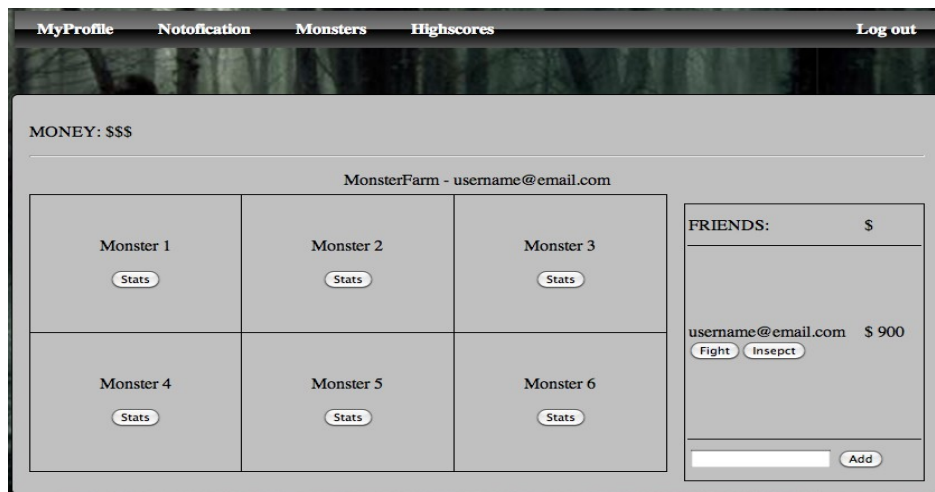 MyProfile Notofication Monsters Highscores Log out
MONEY: $$$
MonsterFarm - username@email.com
Monster 1 Monster 2 Monster 3
Stats Stats Stats
Monster 4 Monster 5 Monster 6
Stats Stats Stats
FRIENDS: $
username@email.com $ 900
Fight Insepct
Add